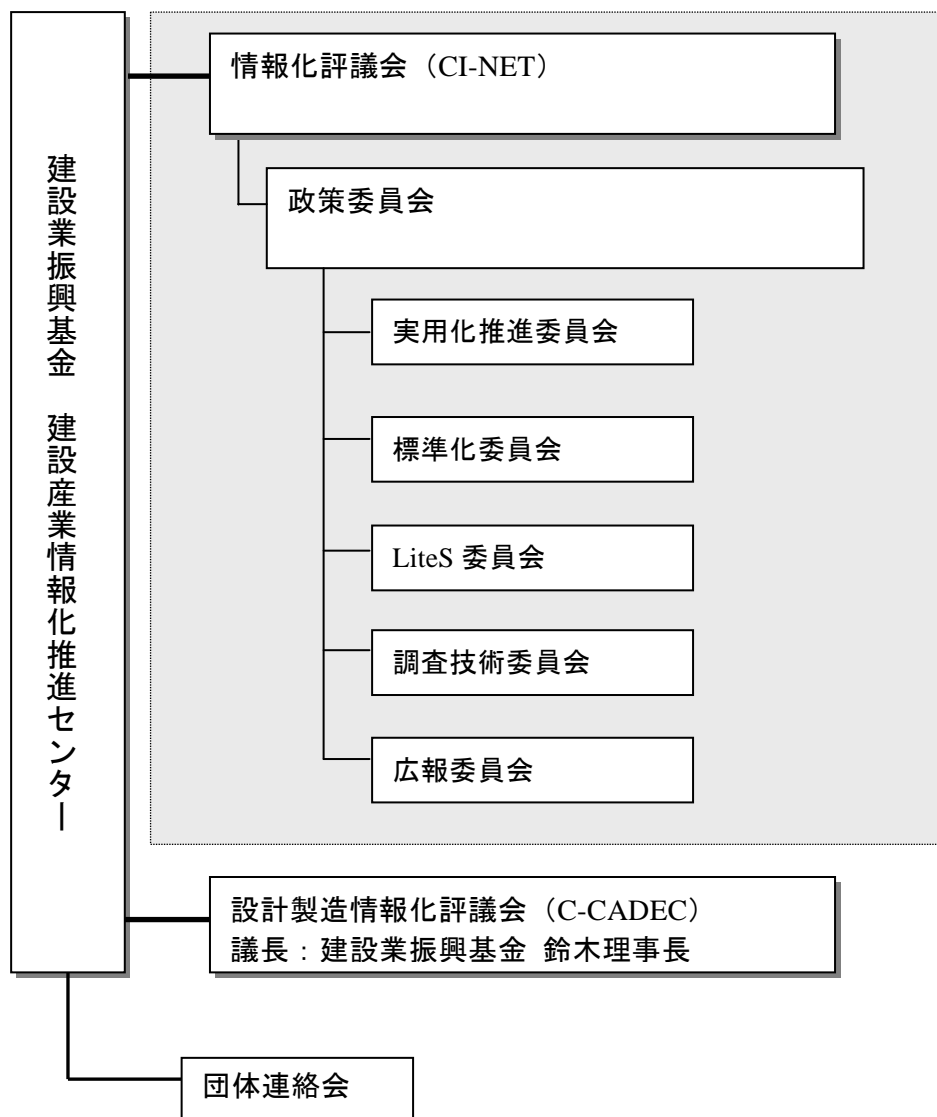 建設業振興基金 建設産業情報化推進センター
情報化評議会（CI-NET）
政策委員会
実用化推進委員会
標準化委員会
LiteS 委員会
調査技術委員会
広報委員会
設計製造情報化評議会（C-CADEC）
議長：建設業振興基金 鈴木理事長
団体連絡会